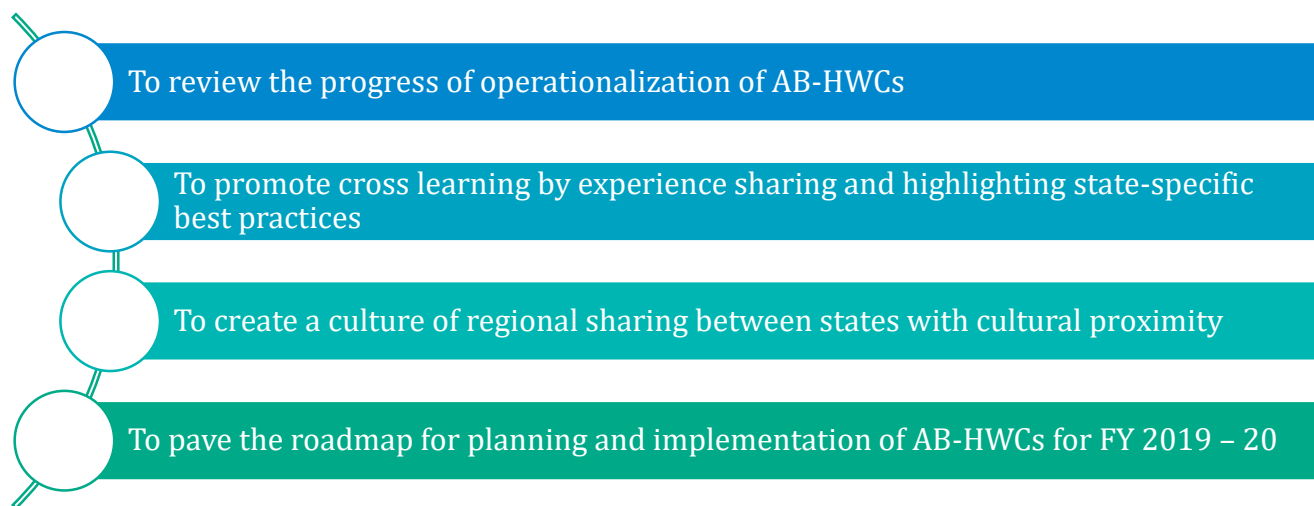 To review the progress of operationalization of AB-HWCs
To promote cross learning by experience sharing and highlighting state-specific
best practices
To create a culture of regional sharing between states with cultural proximity
To pave the roadmap for planning and implementation of AB-HWCs for FY 2019 – 20